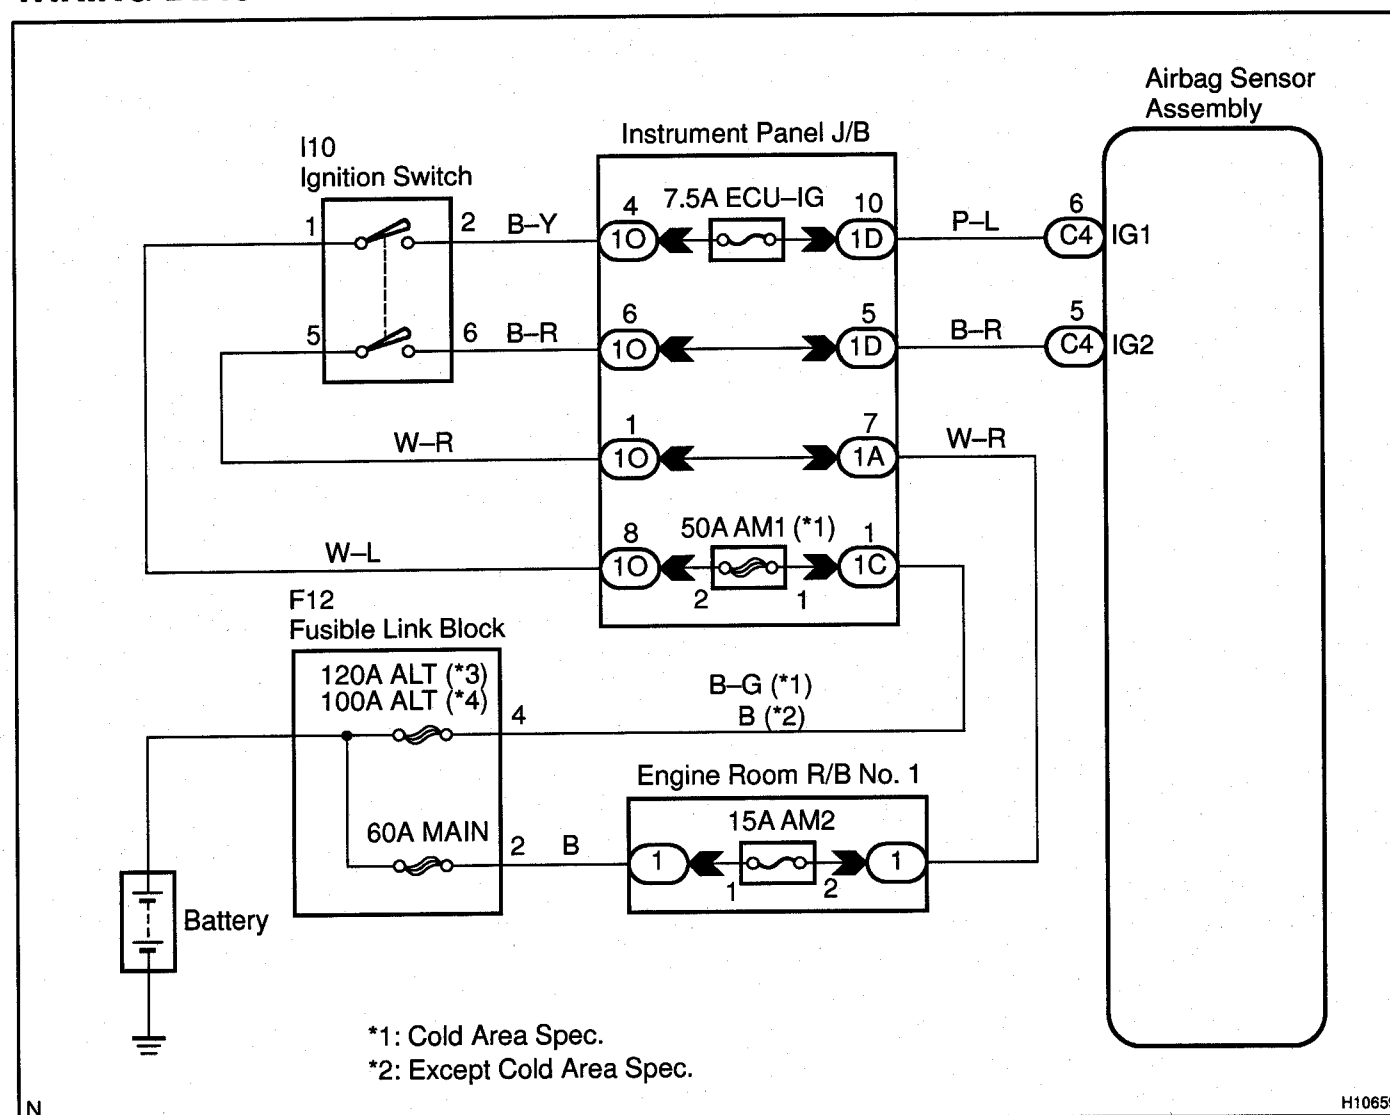 Airbag Sensor
Assembly
Instrument Panel J/B
I10
Ignition Switch
7.5A ECU–IG
1
2
B–Y
4
1O
10
1D
P–L
6
C4
IG1
5
6
B–R
6
1O
5
1D
B–R
5
C4
IG2
W–R
1
1O
7
1A
W–R
50A AM1 (*1)
W–L
8
1O
2
1
1
1C
F12
Fusible Link Block
120A ALT (*3)
100A ALT (*4)
4
B–G (*1)
B (*2)
Engine Room R/B No. 1
60A MAIN
2
B
15A AM2
1
1
2
1
Battery
*1: Cold Area Spec.
*2: Except Cold Area Spec.
N